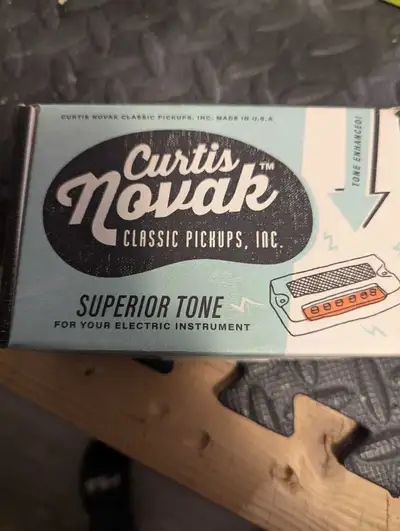 CURTIS NOVAK CLASSIC PICKUPS, INC. MADE IN U.S.A
Curtis
Novak™
CLASSIC PICKUPS, INC.
SUPERIOR TONE
FOR YOUR ELECTRIC INSTRUMENT
TONE ENHANCED!